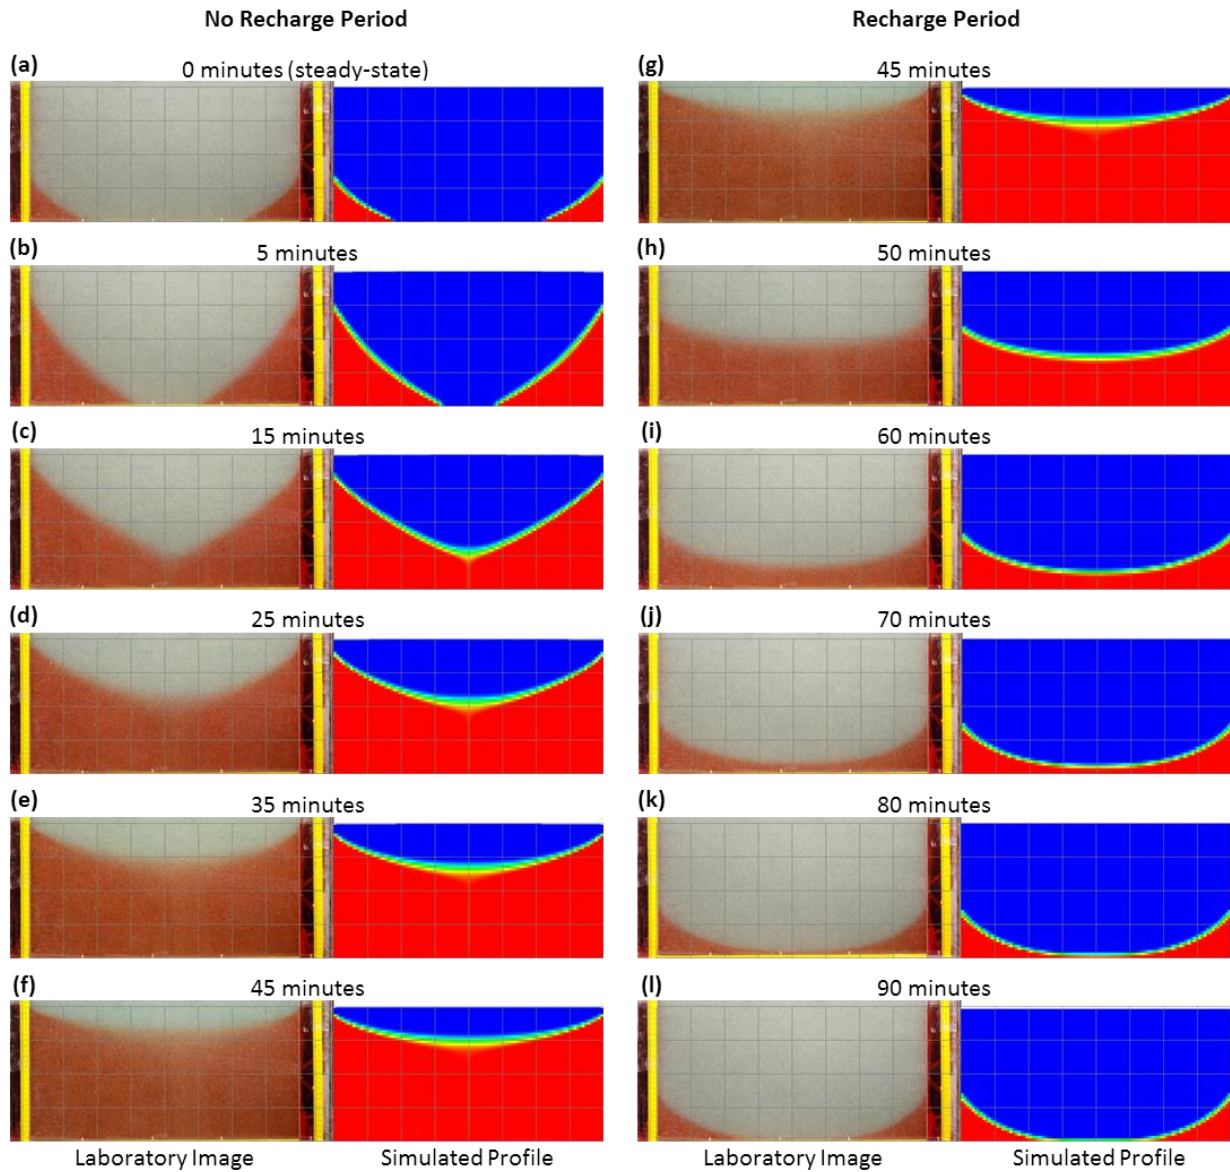 No Recharge Period
Recharge Period
(a)
0 minutes (steady-state)
(b)
5 minutes
(c)
15 minutes
(d)
25 minutes
(e)
35 minutes
(f)
45 minutes
Laboratory Image
Simulated Profile
(g)
45 minutes
(h)
50 minutes
(i)
60 minutes
(j)
70 minutes
(k)
80 minutes
(l)
90 minutes
Laboratory Image
Simulated Profile